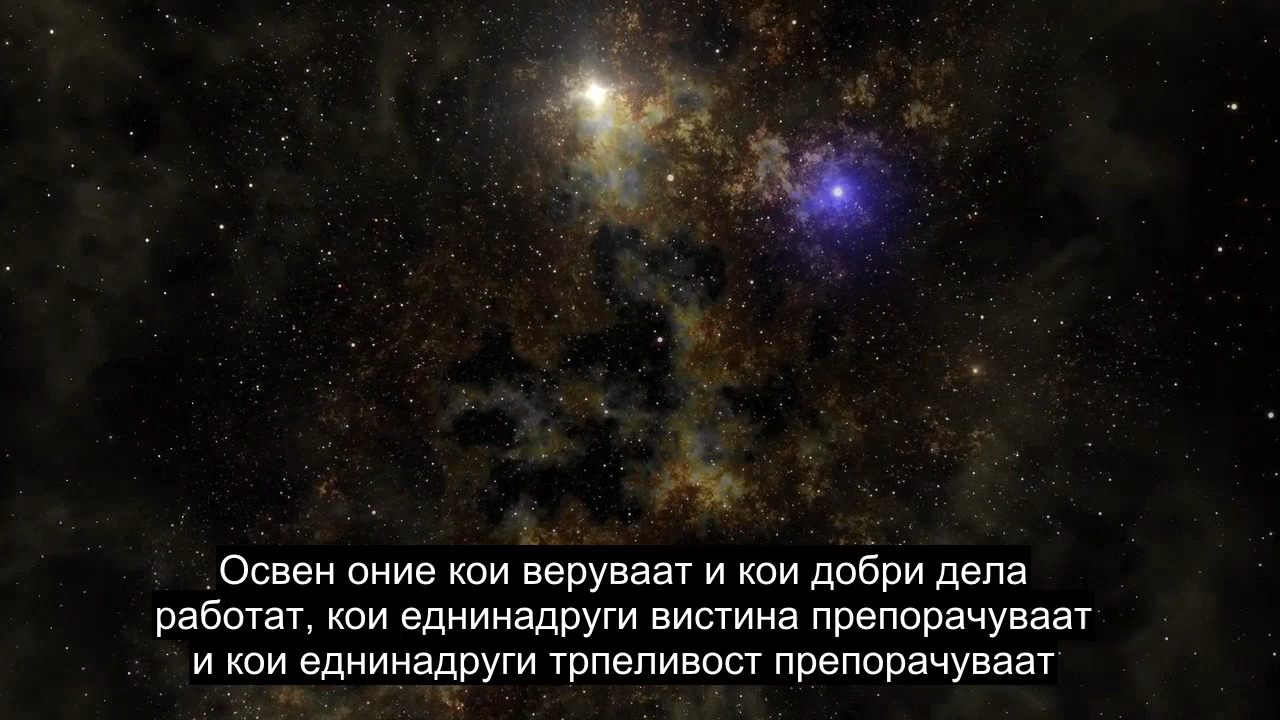 Освен оние кои веруваат и кои добри дела
работат, кои еднинадруги вистина препорачуваат
и кои еднинадруги трпеливост препорачуваат